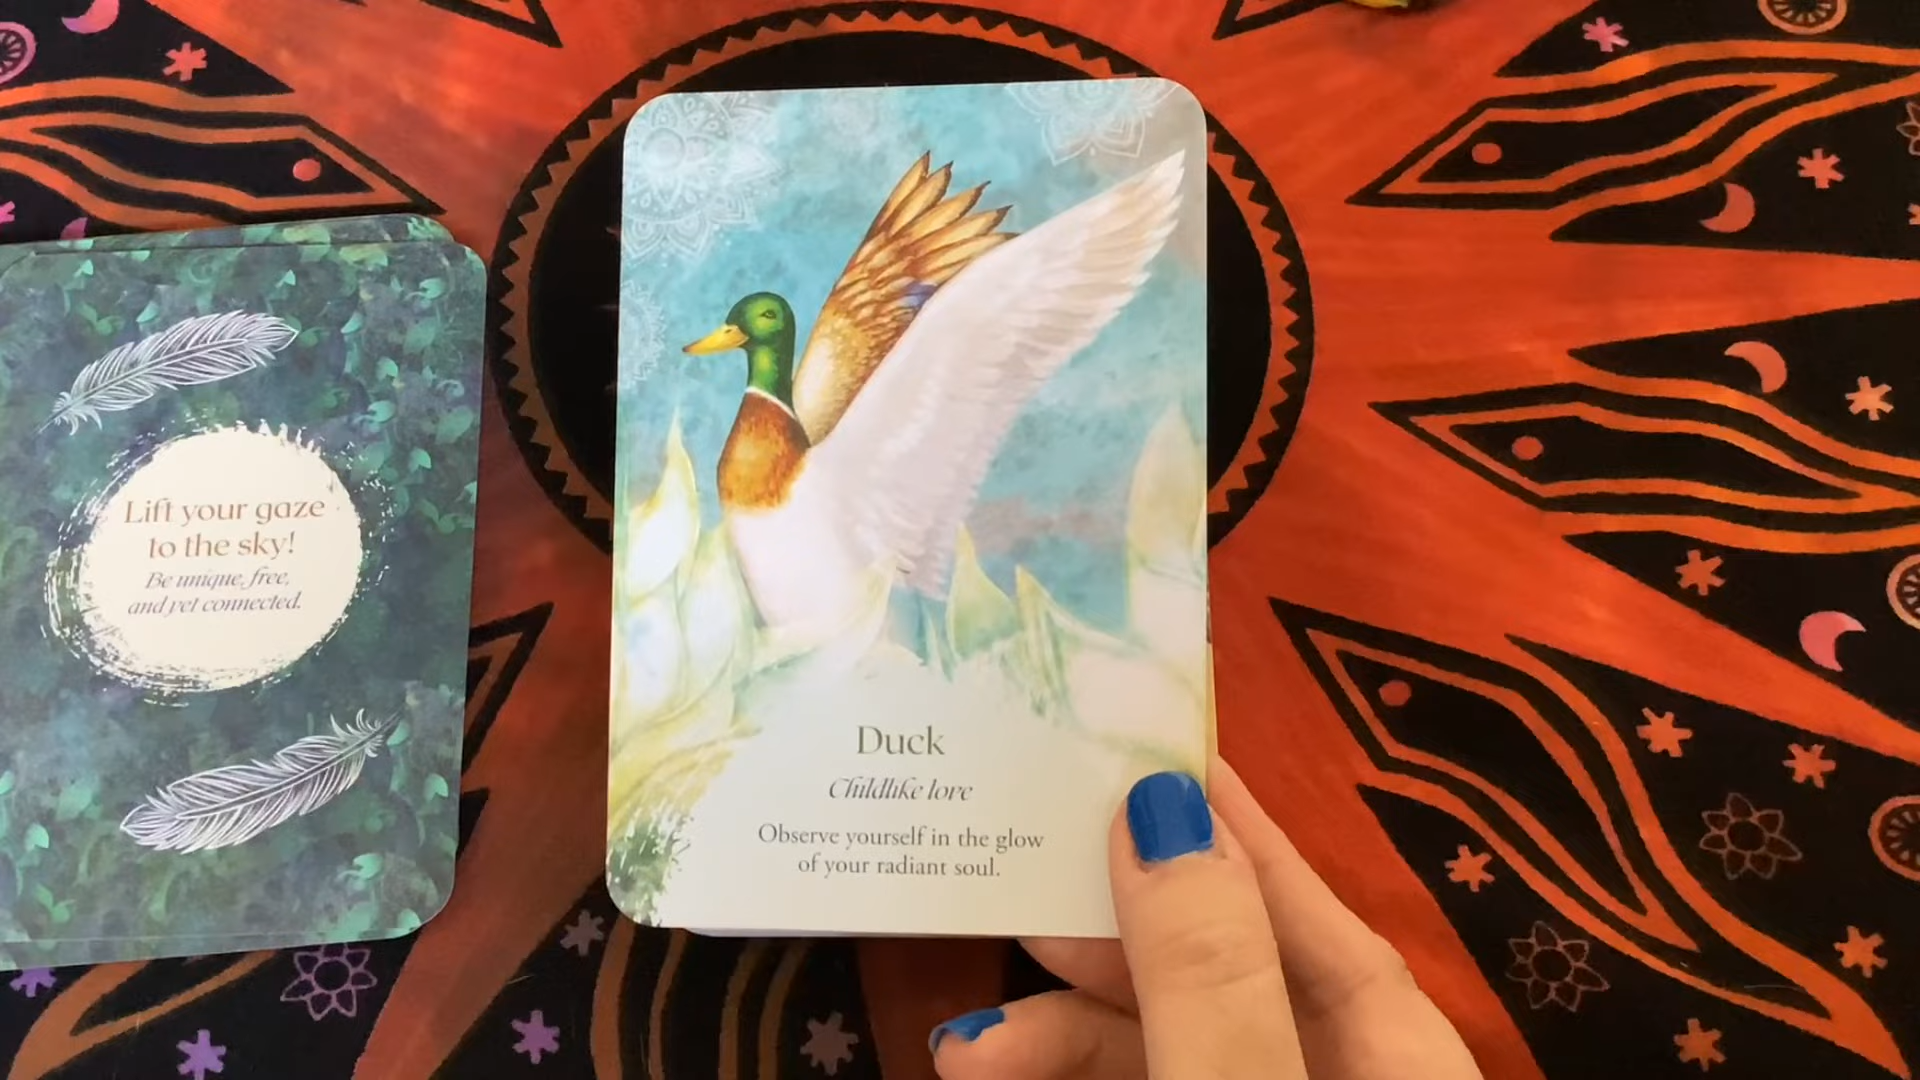 Lift your gaze
to the sky!
Be unique, free,
and yet connected.
Duck
Childlike love
Observe yourself in the glow
of your radiant soul.